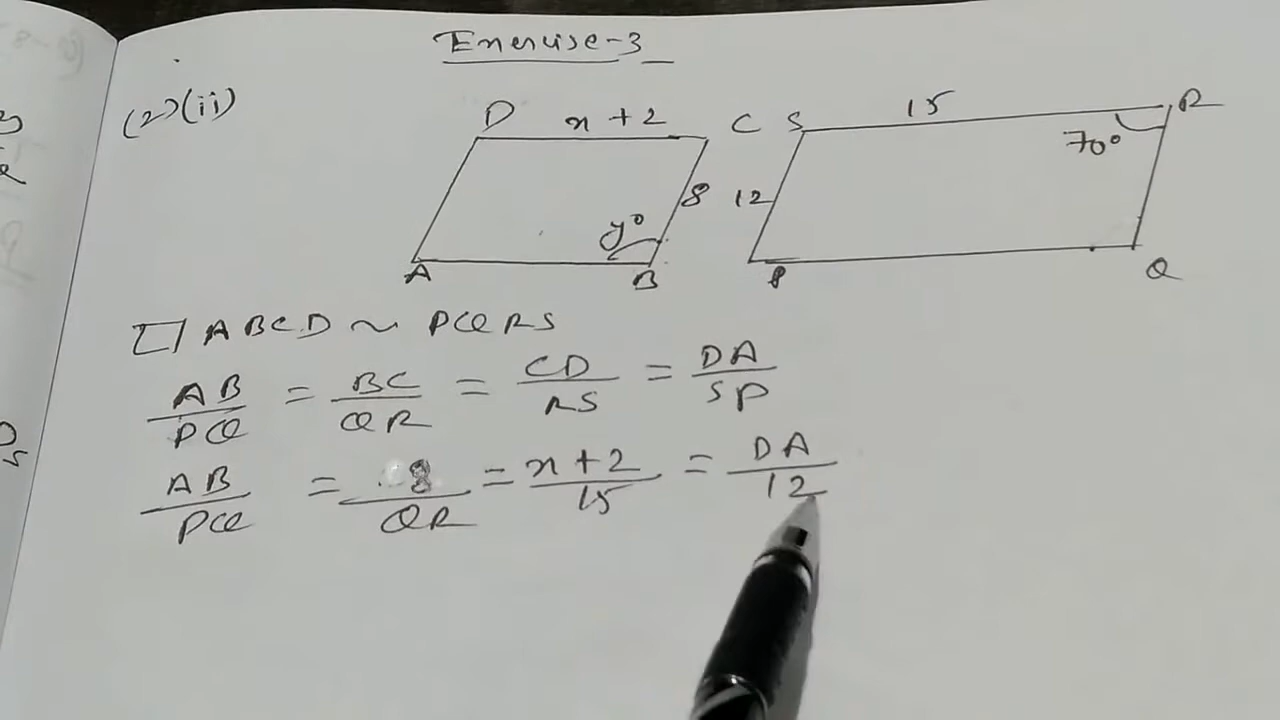 Exercise-3
(2)(ii)
D x+2 C S 15 R
70°
8 12
y°
A B P Q
▱ ABCD ~ PQRS
AB/PQ = BC/QR = CD/RS = DA/SP
AB/PQ = 8/QR = x+2/15 = DA/12